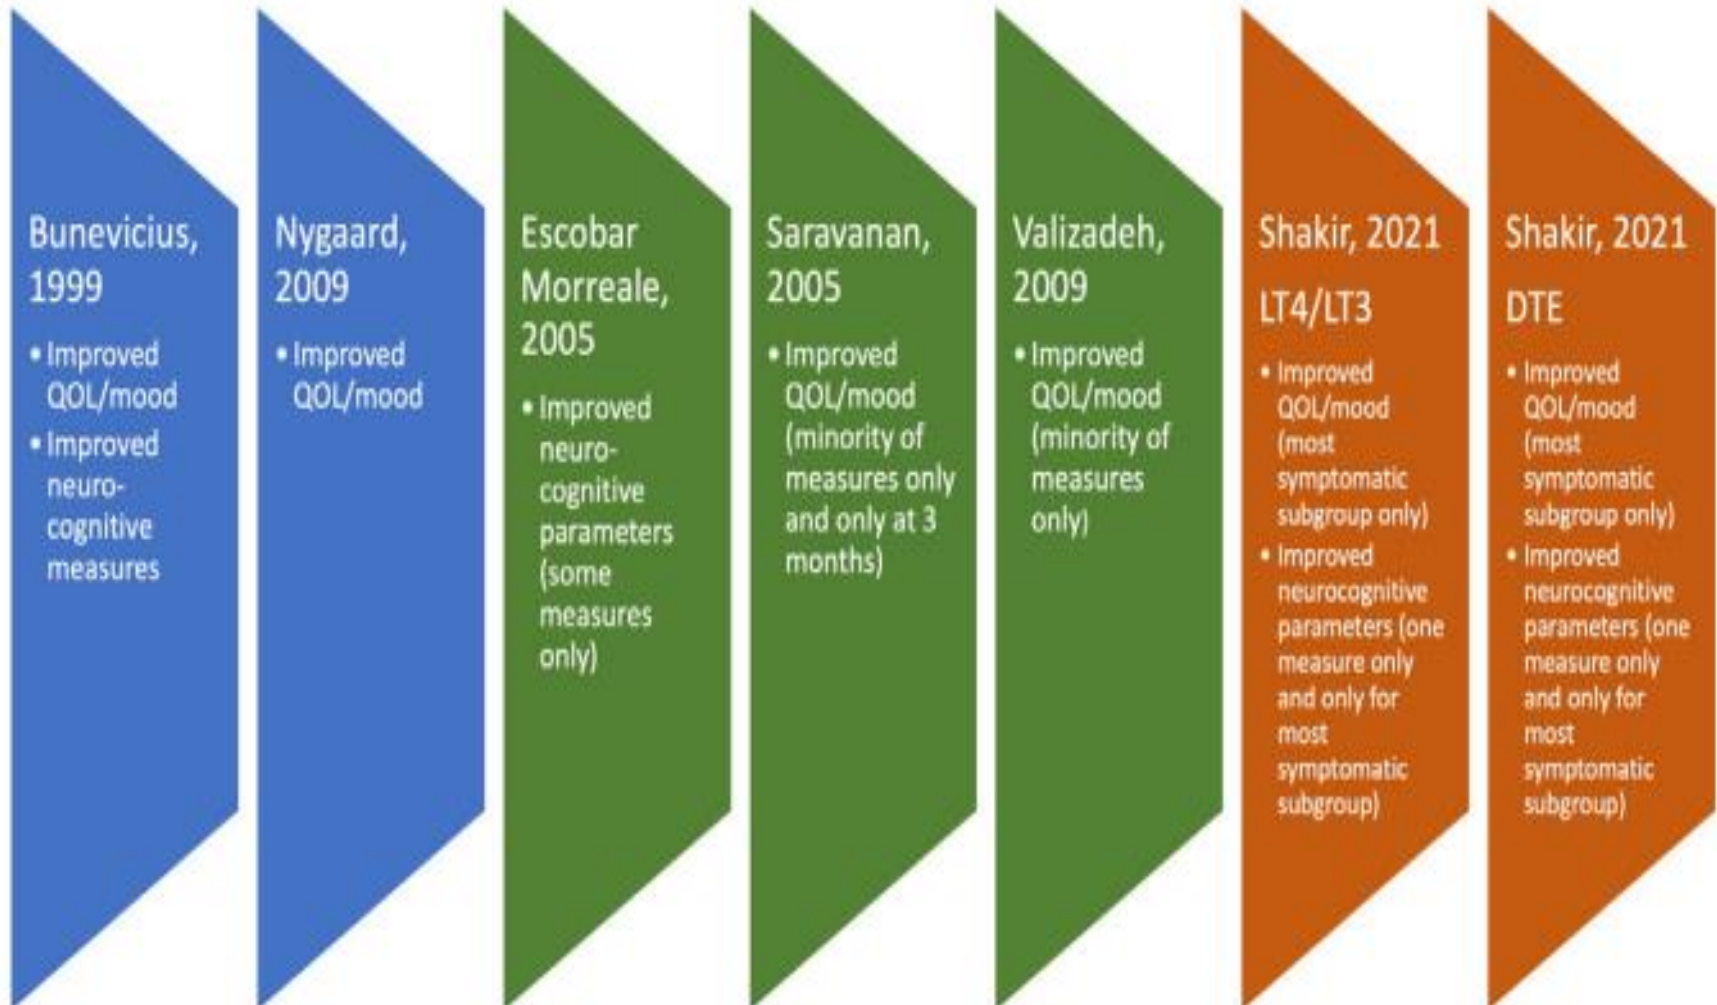 Bunevicius,
1999
• Improved
QOL/mood
• Improved
neuro-
cognitive
measures
Nygaard,
2009
• Improved
QOL/mood
Escobar
Morreale,
2005
• Improved
neuro-
cognitive
parameters
(some
measures
only)
Saravanan,
2005
• Improved
QOL/mood
(minority of
measures only
and only at 3
months)
Valizadeh,
2009
• Improved
QOL/mood
(minority of
measures
only)
Shakir, 2021
LT4/LT3
• Improved
QOL/mood
(most
symptomatic
subgroup only)
• Improved
neurocognitive
parameters (one
measure only
and only for
most
symptomatic
subgroup)
Shakir, 2021
DTE
• Improved
QOL/mood
(most
symptomatic
subgroup only)
• Improved
neurocognitive
parameters (one
measure only
and only for
most
symptomatic
subgroup)